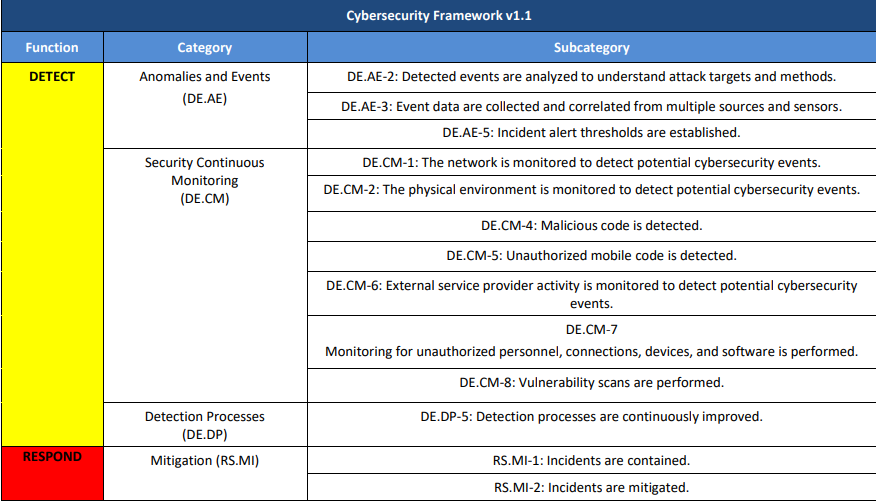 Cybersecurity Framework v1.1
Function Category Subcategory
DETECT
Anomalies and Events
(DE.AE)
DE.AE-2: Detected events are analyzed to understand attack targets and methods.
DE.AE-3: Event data are collected and correlated from multiple sources and sensors.
DE.AE-5: Incident alert thresholds are established.
Security Continuous
Monitoring
(DE.CM)
DE.CM-1: The network is monitored to detect potential cybersecurity events.
DE.CM-2: The physical environment is monitored to detect potential cybersecurity events.
DE.CM-4: Malicious code is detected.
DE.CM-5: Unauthorized mobile code is detected.
DE.CM-6: External service provider activity is monitored to detect potential cybersecurity
events.
DE.CM-7
Monitoring for unauthorized personnel, connections, devices, and software is performed.
DE.CM-8: Vulnerability scans are performed.
Detection Processes
(DE.DP)
DE.DP-5: Detection processes are continuously improved.
RESPOND
Mitigation (RS.MI)
RS.MI-1: Incidents are contained.
RS.MI-2: Incidents are mitigated.